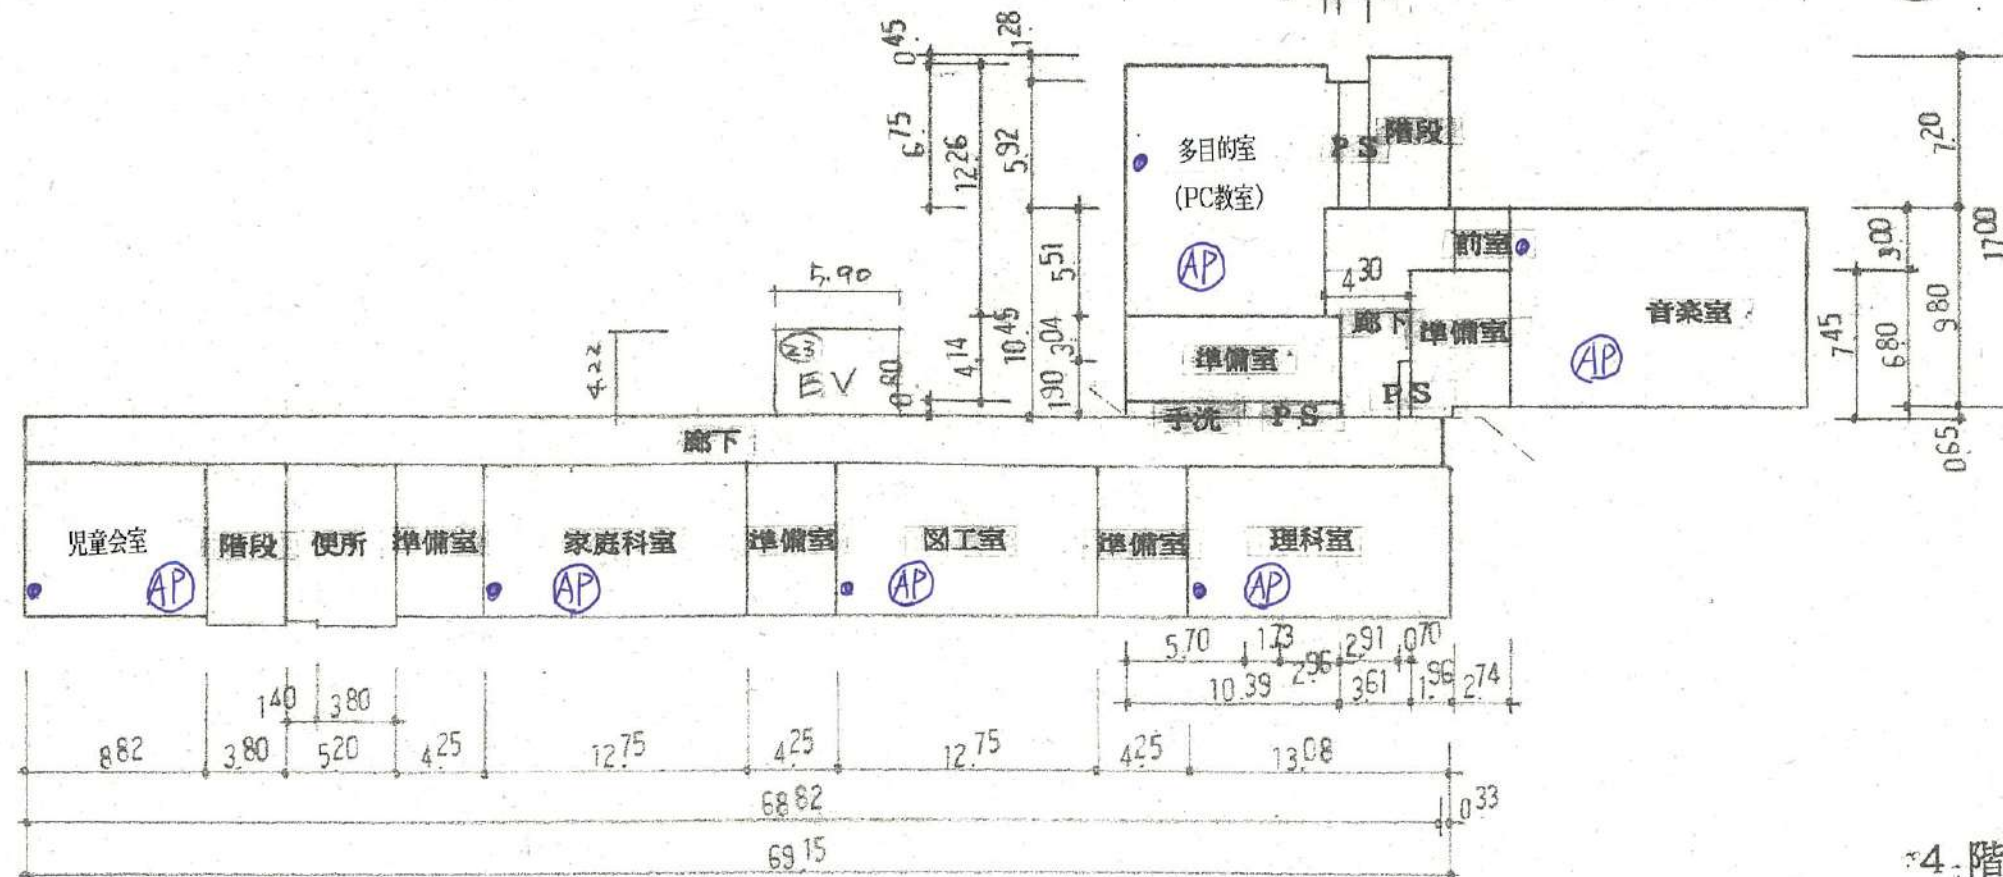 0.45
1.28
6.75
12.26
5.92
多目的室
(PC教室)
AP
PS
階段
7.20
17.00
5.51
前室
4.30
3.00
音楽室
AP
5.90
4.22
EV
0.80
4.14
10.45
3.04
1.90
準備室
廊下
準備室
PS
7.45
6.80
9.80
0.65
手洗 PS
廊下
児童会室
AP
階段
便所
準備室
家庭科室
AP
準備室
図工室
AP
準備室
理科室
AP
5.70 1.73 2.96 2.91 0.70
10.39 3.61 1.96 2.74
1.40 3.80
8.82 3.80 5.20 4.25 12.75 4.25 12.75 4.25 13.08
68.82 0.33
69.15
4階